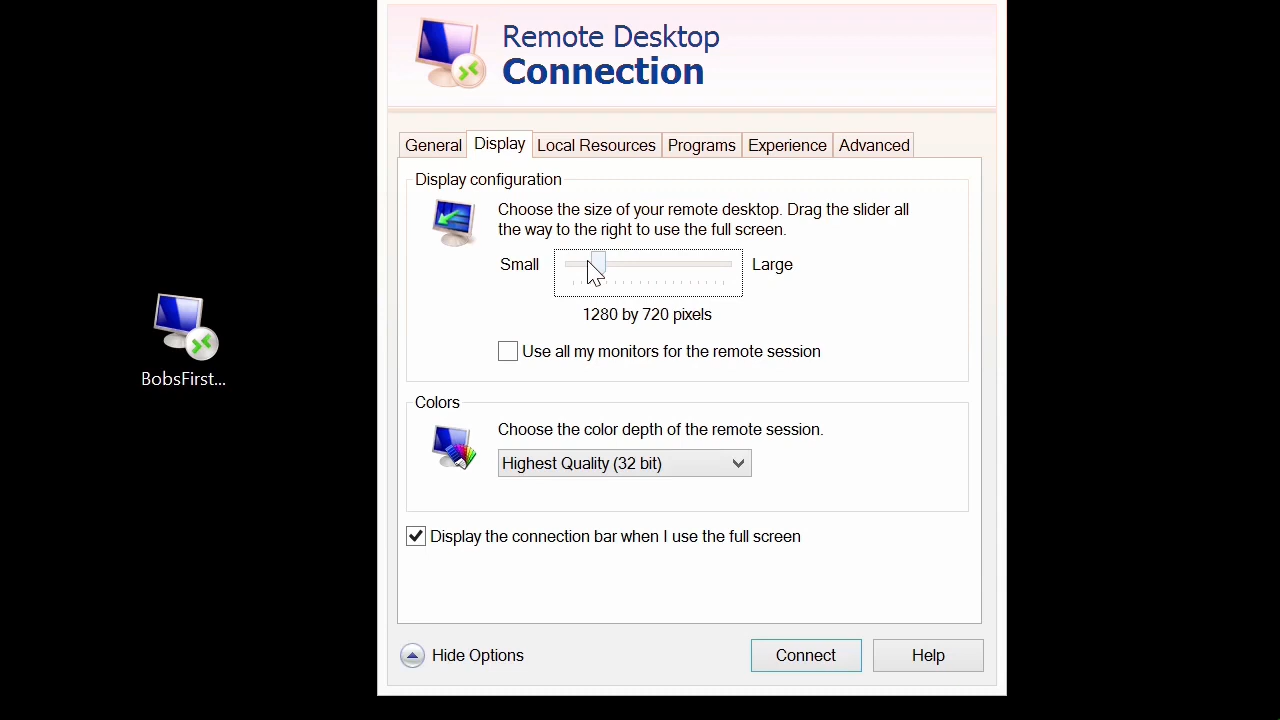 Remote Desktop
Connection
General Display Local Resources Programs Experience Advanced
Display configuration
Choose the size of your remote desktop. Drag the slider all
the way to the right to use the full screen.
Small Large
1280 by 720 pixels
Use all my monitors for the remote session
BobsFirst...
Colors
Choose the color depth of the remote session.
Highest Quality (32 bit)
Display the connection bar when I use the full screen
Hide Options Connect Help